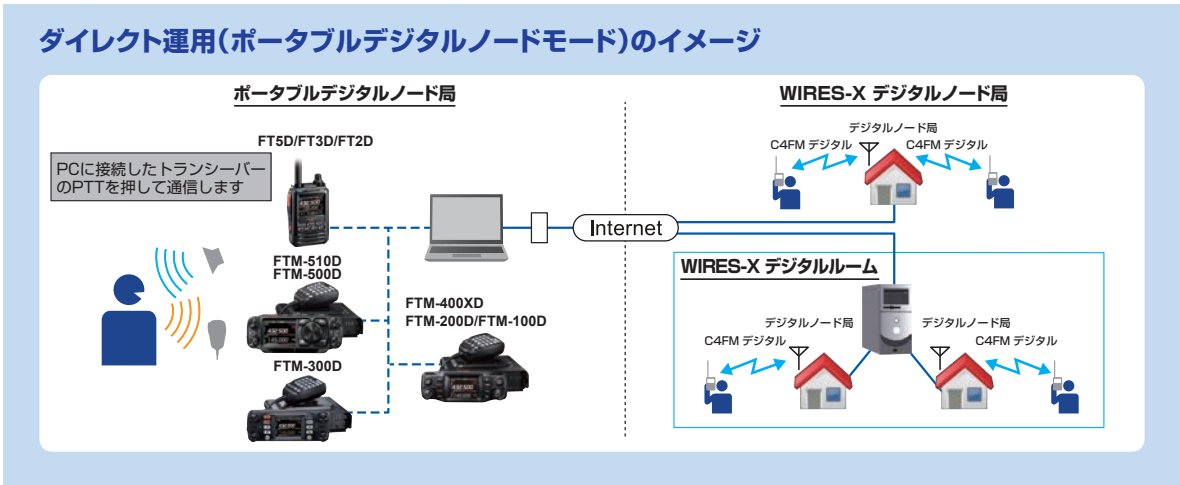 ダイレクト運用(ポータブルデジタルノードモード)のイメージ
ポータブルデジタルノード局
FT5D/FT3D/FT2D
PCに接続したトランシーバー
のPTTを押して通信します
FTM-510D
FTM-500D
FTM-400XD
FTM-200D/FTM-100D
FTM-300D
Internet
WIRES-X デジタルノード局
デジタルノード局
C4FM デジタル
C4FM デジタル
WIRES-X デジタルルーム
デジタルノード局
デジタルノード局
C4FM デジタル
C4FM デジタル